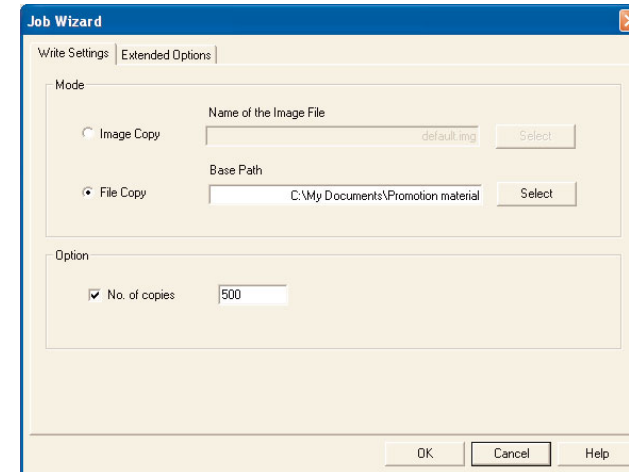 Job Wizard
Write Settings Extended Options
Mode
Name of the Image File
Image Copy default.img Select
Base Path
File Copy C:\My Documents\Promotion material Select
Option
No. of copies 500
OK Cancel Help